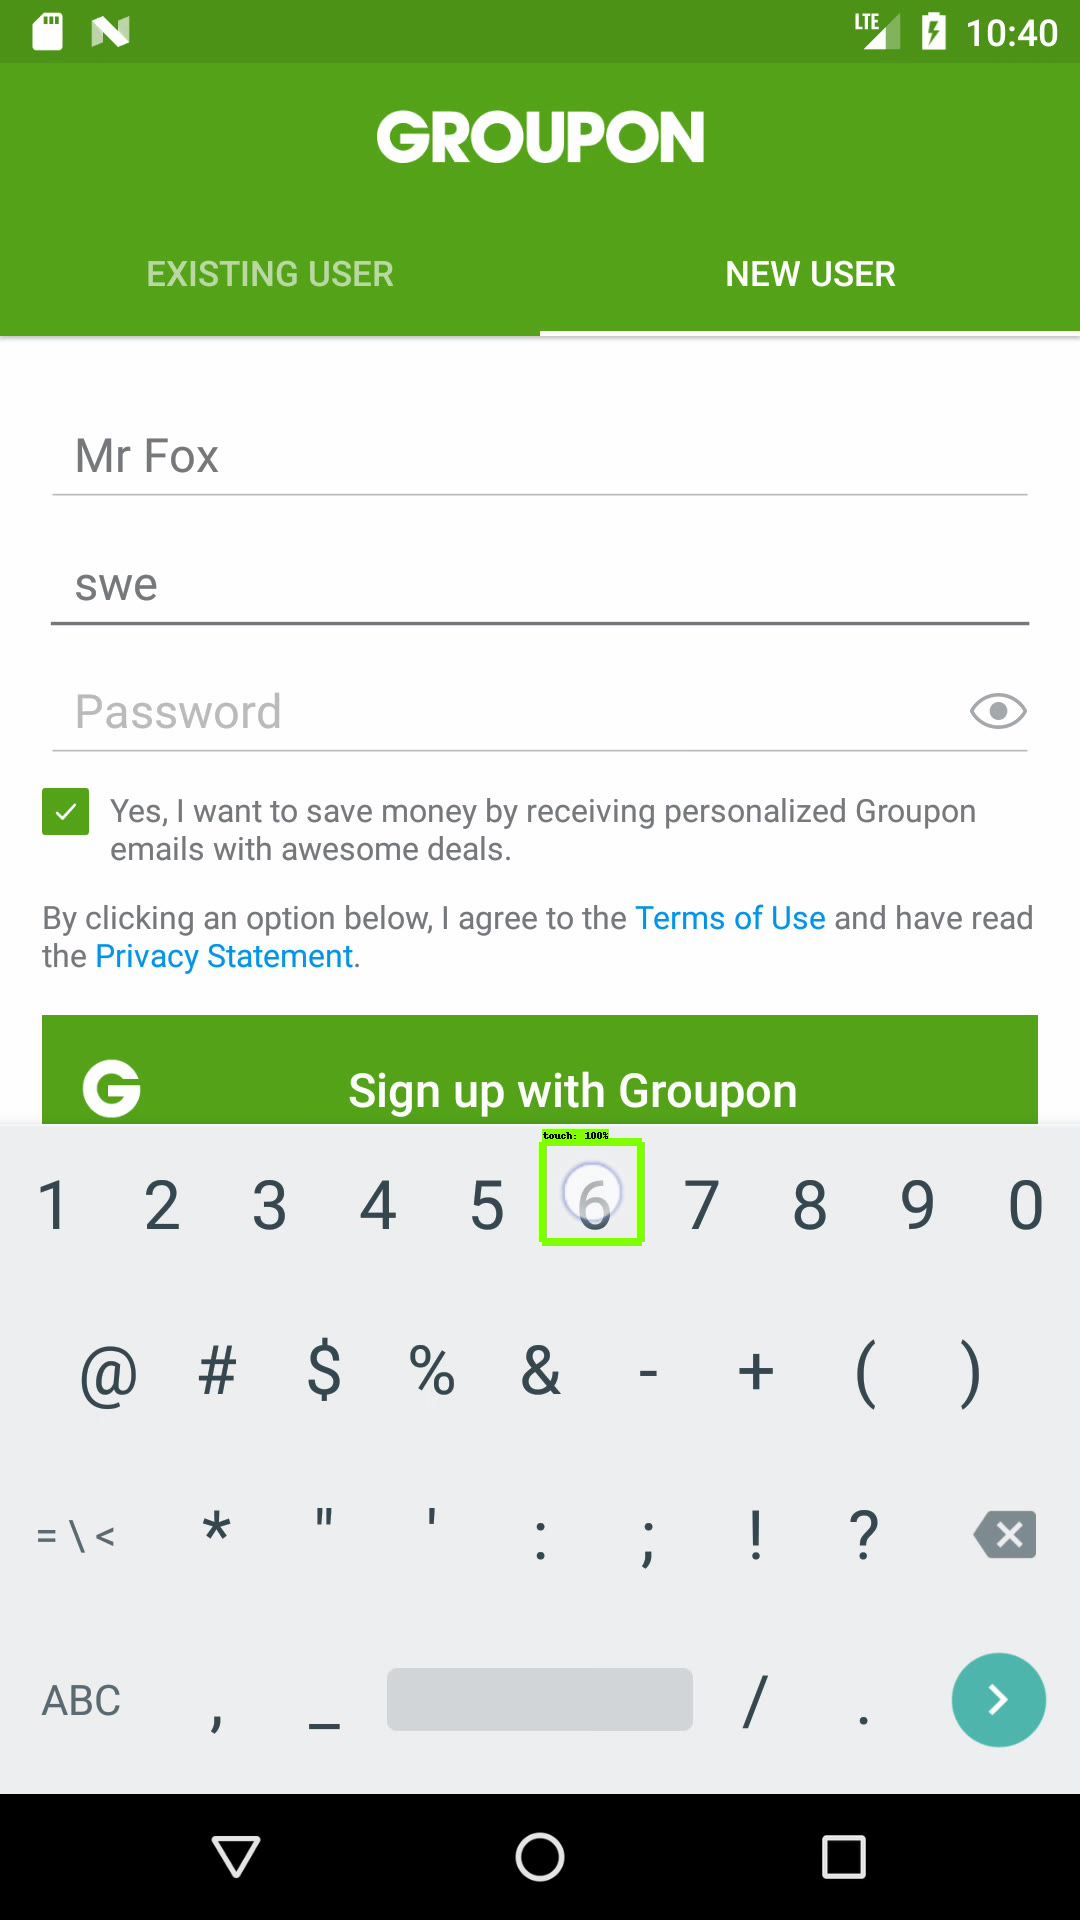 LTE 10:40
GROUPON
EXISTING USER NEW USER
Mr Fox
swe
Password
Yes, I want to save money by receiving personalized Groupon
emails with awesome deals.
By clicking an option below, I agree to the Terms of Use and have read
the Privacy Statement.
G Sign up with Groupon
touch: 100%
1 2 3 4 5 6 7 8 9 0
@ # $ % & - + ( )
= \ < * " ' : ; ! ?
ABC , _ / .